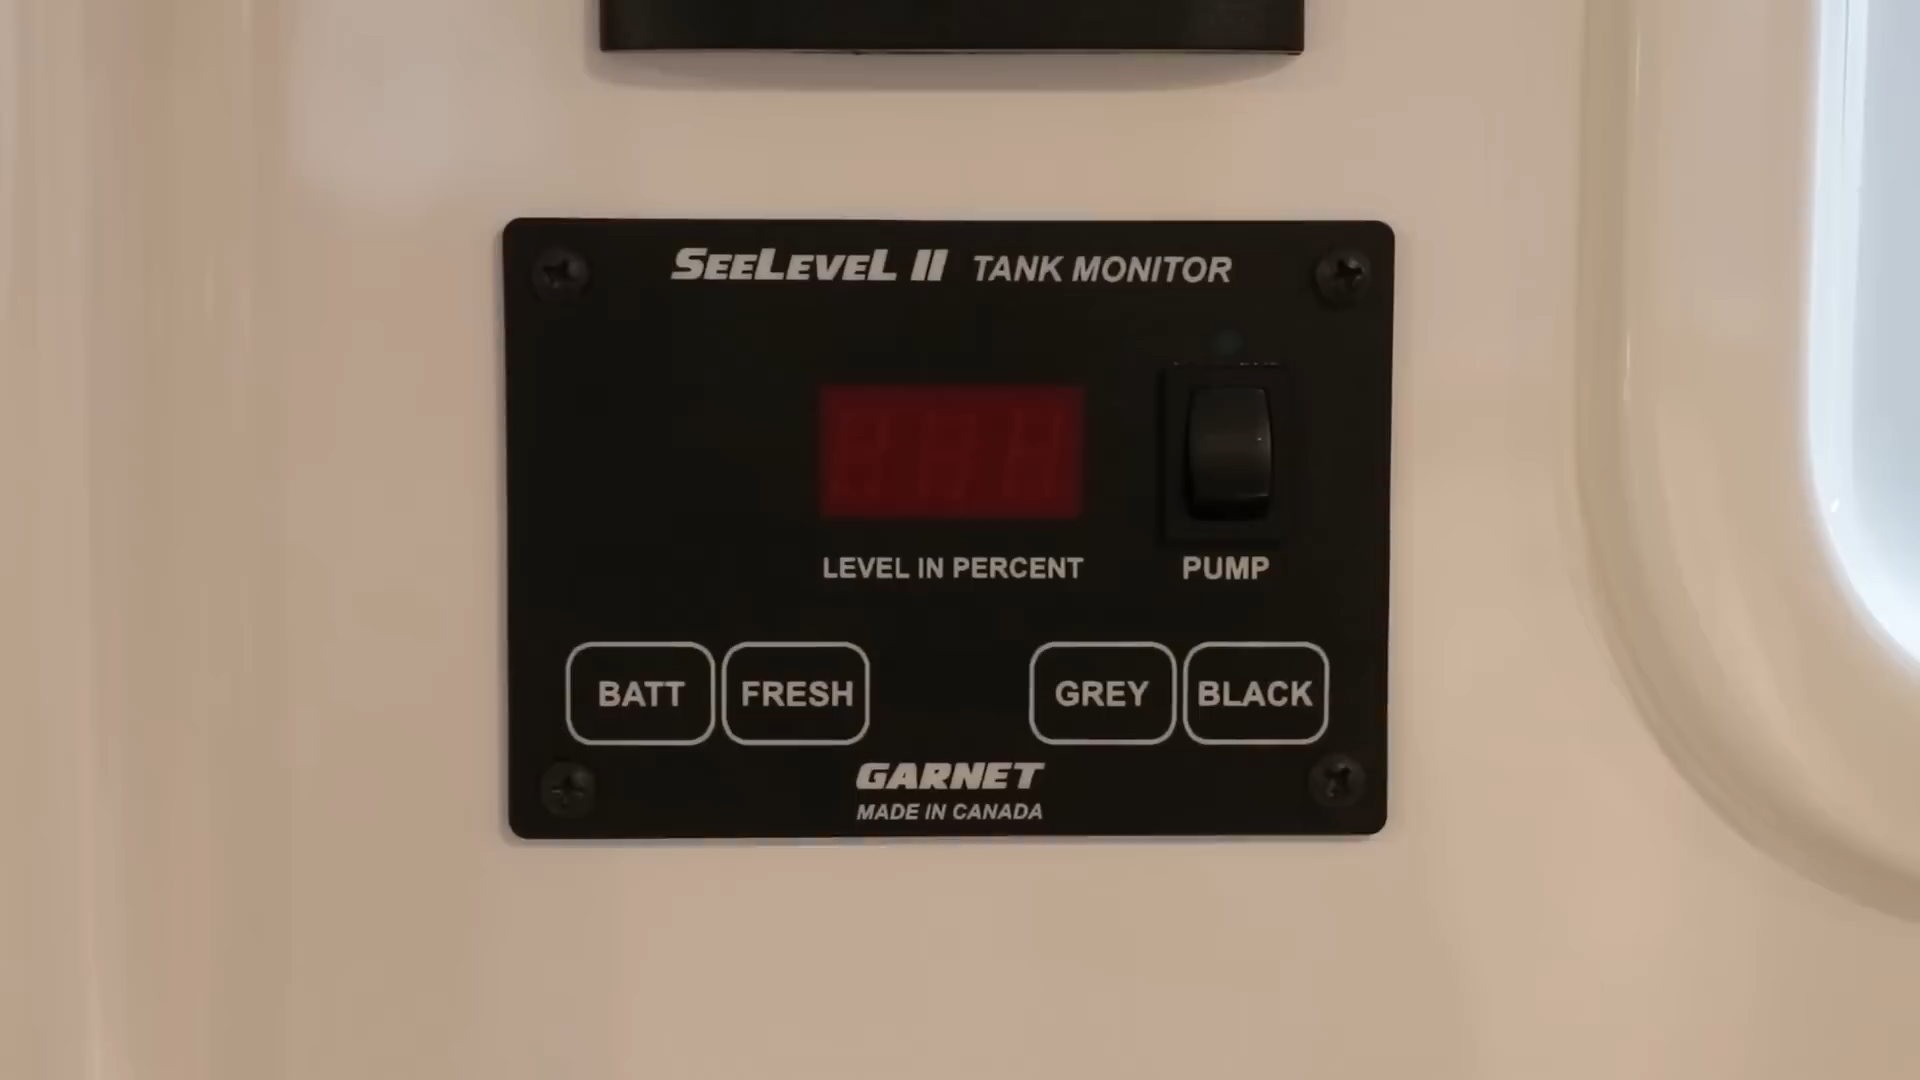 SEELEVEL II TANK MONITOR
LEVEL IN PERCENT
PUMP
BATT
FRESH
GREY
BLACK
GARNET
MADE IN CANADA